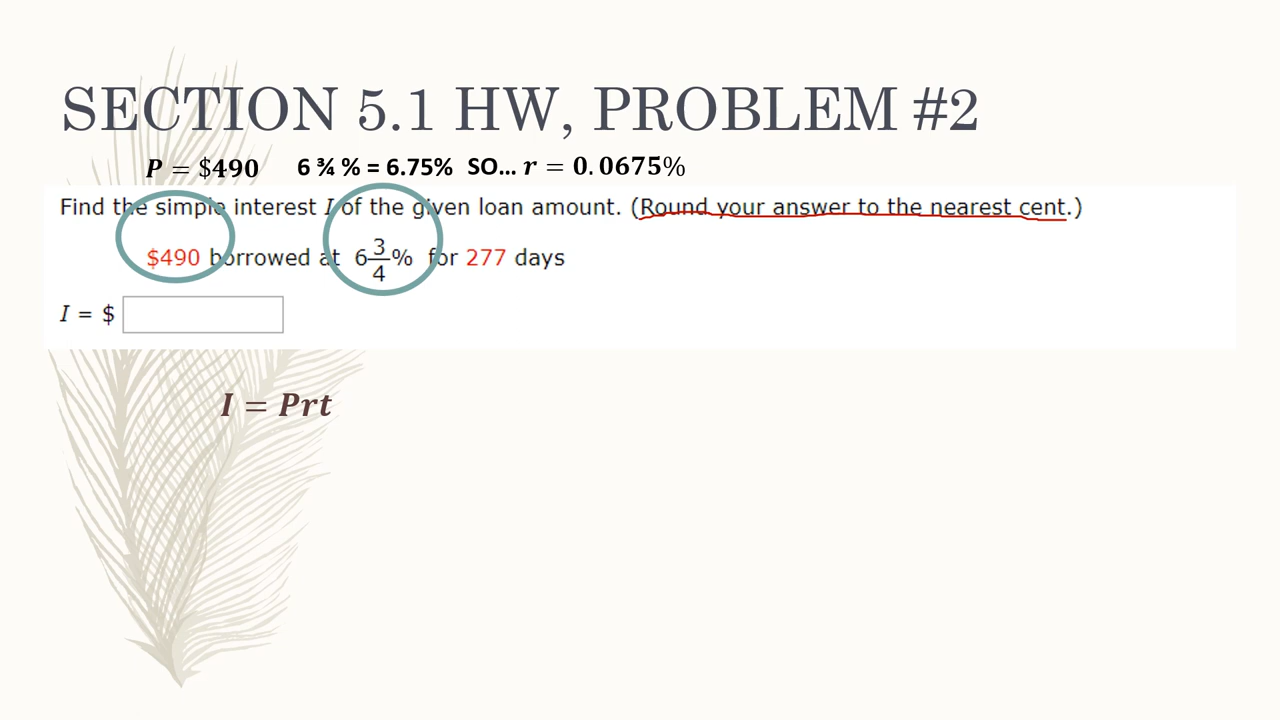 SECTION 5.1 HW, PROBLEM #2
P = $490 6 ¾ % = 6.75% SO... r = 0.0675%
Find the simple interest I of the given loan amount. (Round your answer to the nearest cent.)
$490 borrowed at 6 3/4 % for 277 days
I = $
I = Prt